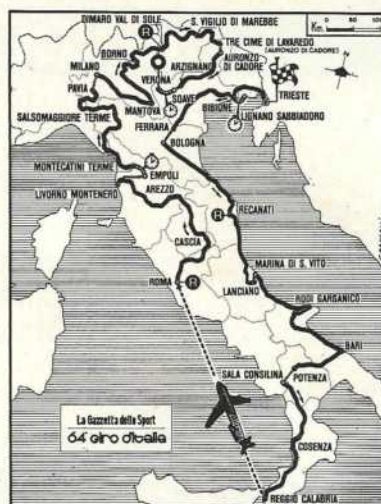 DIMARO VAL DI SOLE
S. VIGILIO DI MAREBBE
Km
0
50
100
R
BORNO
MILANO
PAVIA
TRE CIME DI LAVAREDO
(AURONZO DI CADORE)
ARZIGNANO
AURONZO
DI CADORE
VERONA
SOAVE
TRIESTE
BIBIONE
MANTOVA
LIGNANO SABBIADORO
SALSOMAGGIORE TERME
FERRARA
BOLOGNA
MONTECATINI TERME
EMPOLI
LIVORNO MONTENERO
AREZZO
R
RECANATI
CASCIA
MARINA DI S. VITO
ROMA
R
LANCIANO
RODI GARGANICO
BARI
SALA CONSILINA
POTENZA
La Gazzetta dello Sport
64° giro d'italia
COSENZA
REGGIO CALABRIA